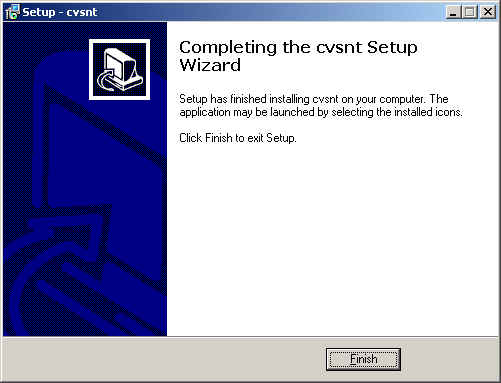 Setup - cvsnt
Completing the cvsnt Setup
Wizard
Setup has finished installing cvsnt on your computer. The
application may be launched by selecting the installed icons.
Click Finish to exit Setup.
Finish